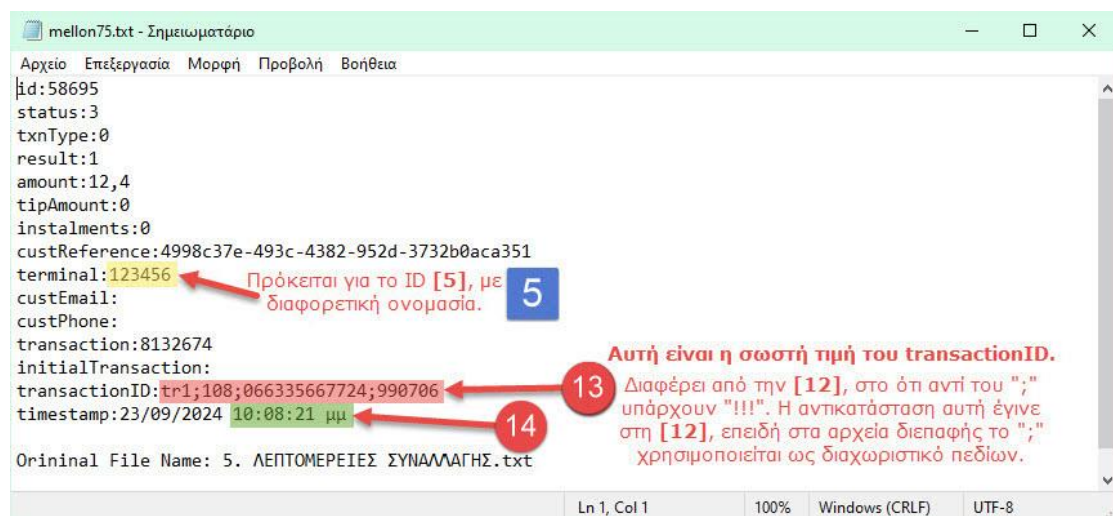 mellon75.txt - Σημειωματάριο
Αρχείο Επεξεργασία Μορφή Προβολή Βοήθεια
id:58695
status:3
txnType:0
result:1
amount:12,4
tipAmount:0
instalments:0
custReference:4998c37e-493c-4382-952d-3732b0aca351
terminal:123456
Πρόκειται για το ID [5], με
διαφορετική ονομασία.
5
custEmail:
custPhone:
transaction:8132674
initialTransaction:
transactionID:tr1;108;066335667724;990706
13
timestamp:23/09/2024 10:08:21 μμ
14
Αυτή είναι η σωστή τιμή του transactionID.
Διαφέρει από την [12], στο ότι αντί του ";"
υπάρχουν "!!!". Η αντικατάσταση αυτή έγινε
στη [12], επειδή στα αρχεία διεπαφής το ";"
χρησιμοποιείται ως διαχωριστικό πεδίων.
Orininal File Name: 5. ΛΕΠΤΟΜΕΡΕΙΕΣ ΣΥΝΑΛΛΑΓΗΣ.txt
Ln 1, Col 1 100% Windows (CRLF) UTF-8